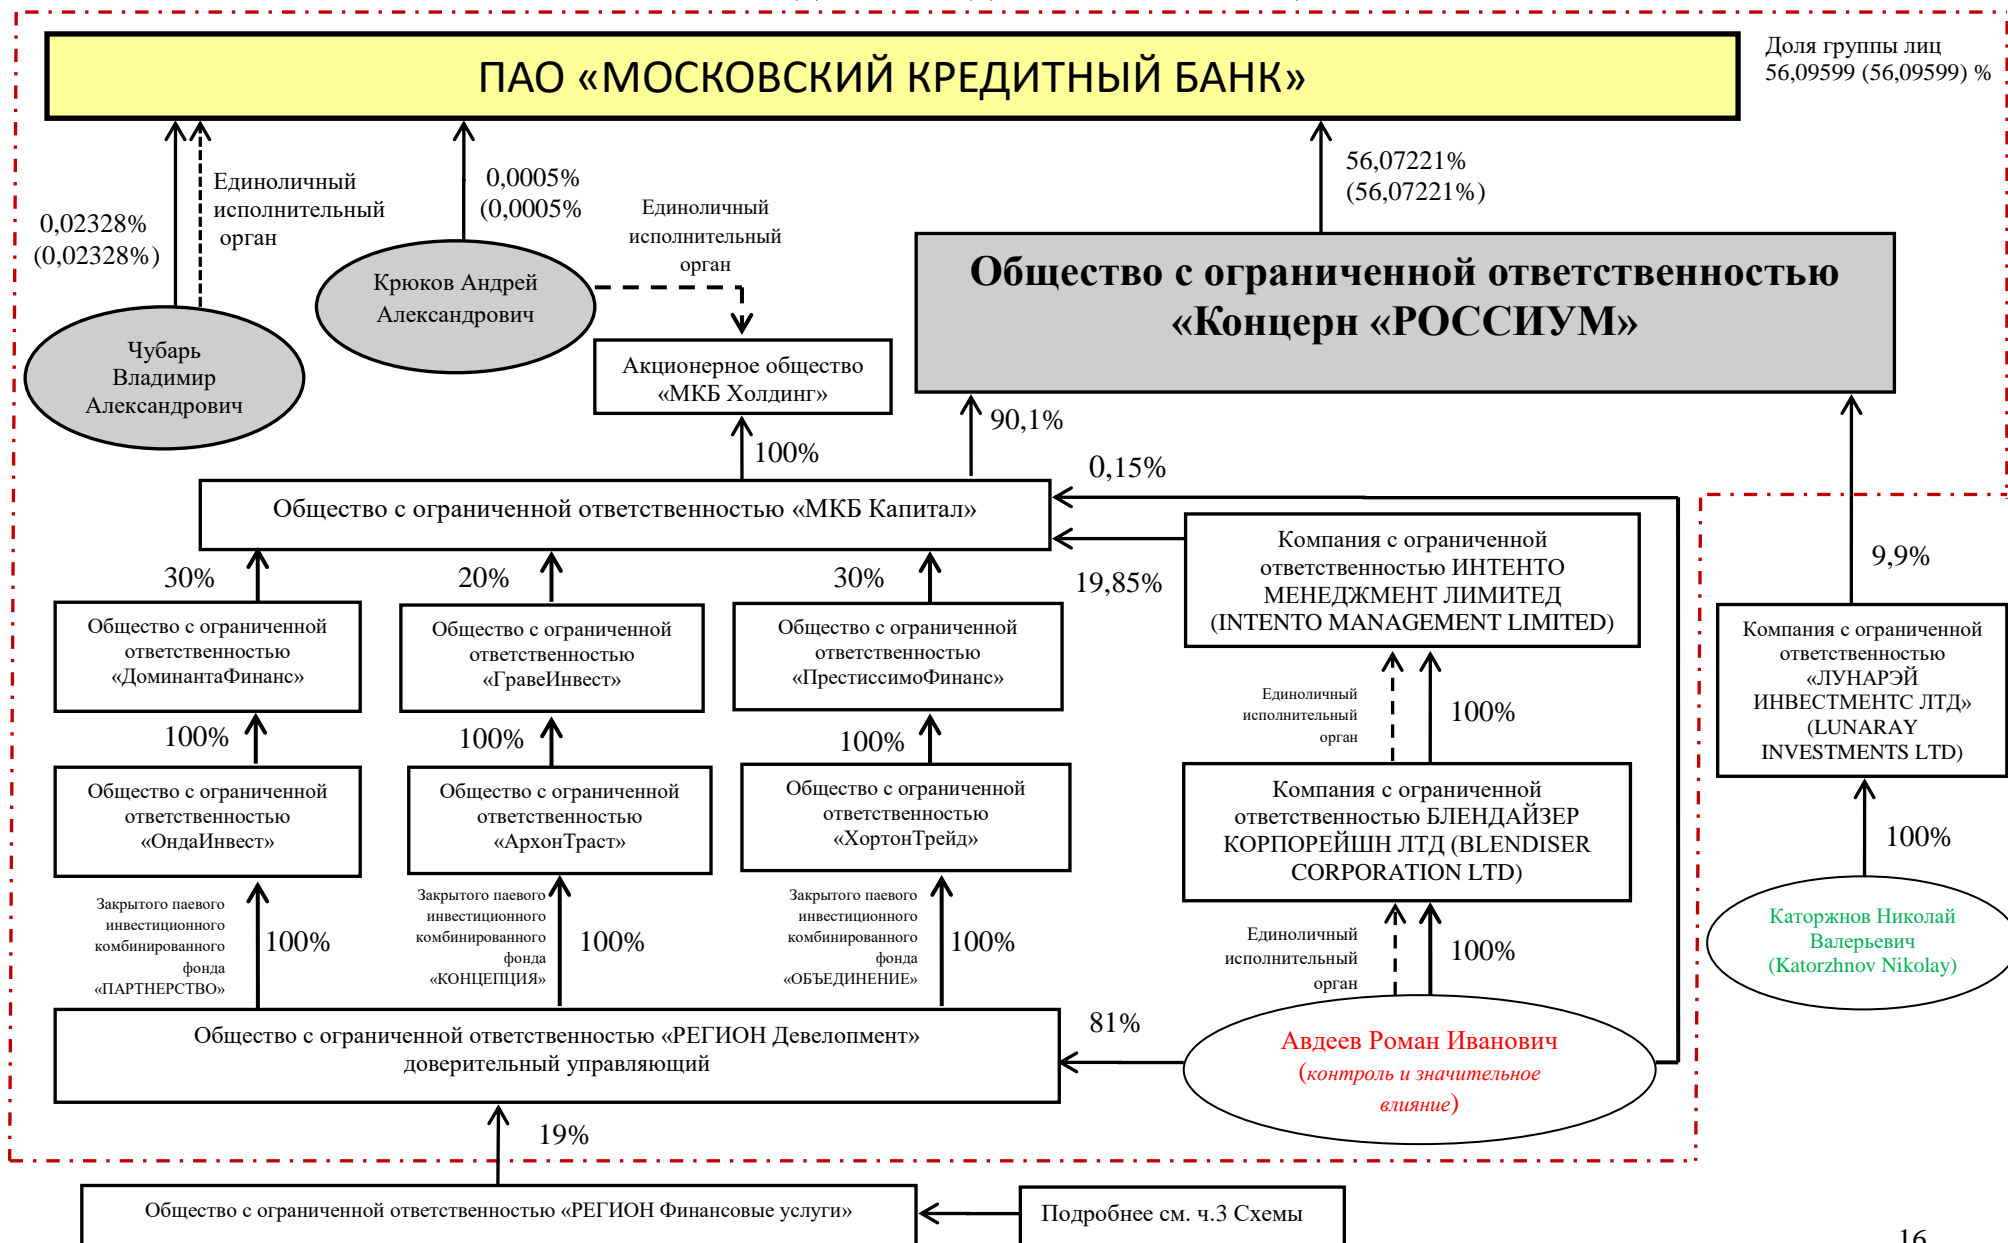 ПАО «МОСКОВСКИЙ КРЕДИТНЫЙ БАНК»
Доля группы лиц
56,09599 (56,09599) %
0,02328%
(0,02328%)
Единоличный
исполнительный
орган
0,0005%
(0,0005%
Единоличный
исполнительный
орган
56,07221%
(56,07221%)
Чубарь
Владимир
Александрович
Крюков Андрей
Александрович
Акционерное общество
«МКБ Холдинг»
Общество с ограниченной ответственностью
«Концерн «РОССИУМ»
100%
90,1%
0,15%
Общество с ограниченной ответственностью «МКБ Капитал»
30%
20%
30%
19,85%
9,9%
Компания с ограниченной
ответственностью ИНТЕНТО
МЕНЕДЖМЕНТ ЛИМИТЕД
(INTENTO MANAGEMENT LIMITED)
Общество с ограниченной
ответственностью
«ДоминантаФинанс»
Общество с ограниченной
ответственностью
«ГравеИнвест»
Общество с ограниченной
ответственностью
«ПрестиссимоФинанс»
Компания с ограниченной
ответственностью
«ЛУНАРЭЙ
ИНВЕСТМЕНТС ЛТД»
(LUNARAY
INVESTMENTS LTD)
100%
100%
100%
Единоличный
исполнительный
орган
100%
Общество с ограниченной
ответственностью
«ОндаИнвест»
Общество с ограниченной
ответственностью
«АрхонТраст»
Общество с ограниченной
ответственностью
«ХортонТрейд»
Компания с ограниченной
ответственностью БЛЕНДАЙЗЕР
КОРПОРЕЙШН ЛТД (BLENDISER
CORPORATION LTD)
100%
Закрытого паевого
инвестиционного
комбинированного
фонда
«ПАРТНЕРСТВО»
100%
Закрытого паевого
инвестиционного
комбинированного
фонда
«КОНЦЕПЦИЯ»
100%
Закрытого паевого
инвестиционного
комбинированного
фонда
«ОБЪЕДИНЕНИЕ»
100%
Единоличный
исполнительный
орган
100%
Каторжнов Николай
Валерьевич
(Katorzhnov Nikolay)
Общество с ограниченной ответственностью «РЕГИОН Девелопмент»
доверительный управляющий
81%
Авдеев Роман Иванович
(контроль и значительное
влияние)
19%
Общество с ограниченной ответственностью «РЕГИОН Финансовые услуги»
Подробнее см. ч.3 Схемы
16